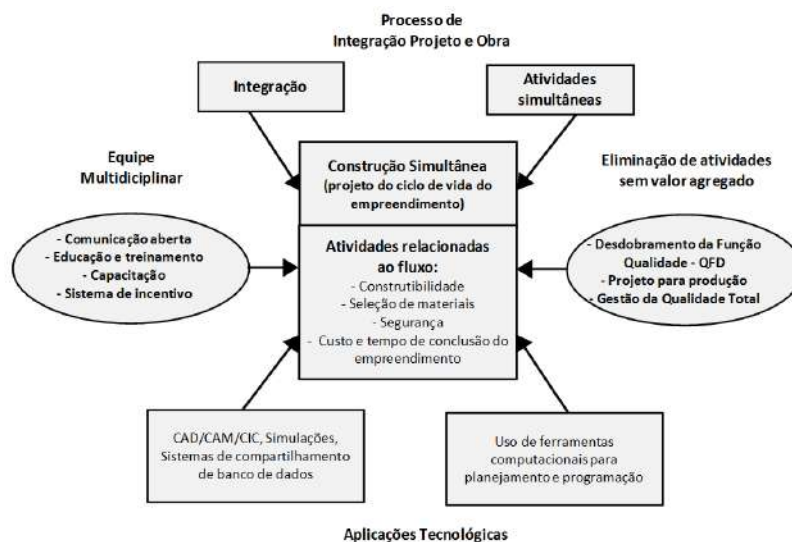 Processo de
Integração Projeto e Obra
Integração
Atividades
simultâneas
Equipe
Multidiciplinar
Construção Simultânea
(projeto do ciclo de vida do
empreendimento)
Eliminação de atividades
sem valor agregado
- Comunicação aberta
- Educação e treinamento
- Capacitação
- Sistema de incentivo
Atividades relacionadas
ao fluxo:
- Construtibilidade
- Seleção de materiais
- Segurança
- Custo e tempo de conclusão do
empreendimento
- Desdobramento da Função
Qualidade - QFD
- Projeto para produção
- Gestão da Qualidade Total
CAD/CAM/CIC, Simulações,
Sistemas de compartilhamento
de banco de dados
Uso de ferramentas
computacionais para
planejamento e programação
Aplicações Tecnológicas